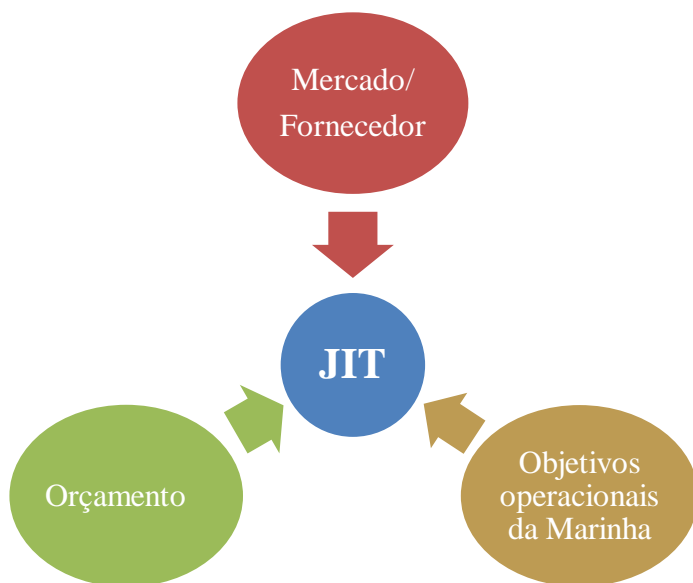 Mercado/
Fornecedor
JIT
Orçamento
Objetivos
operacionais
da Marinha